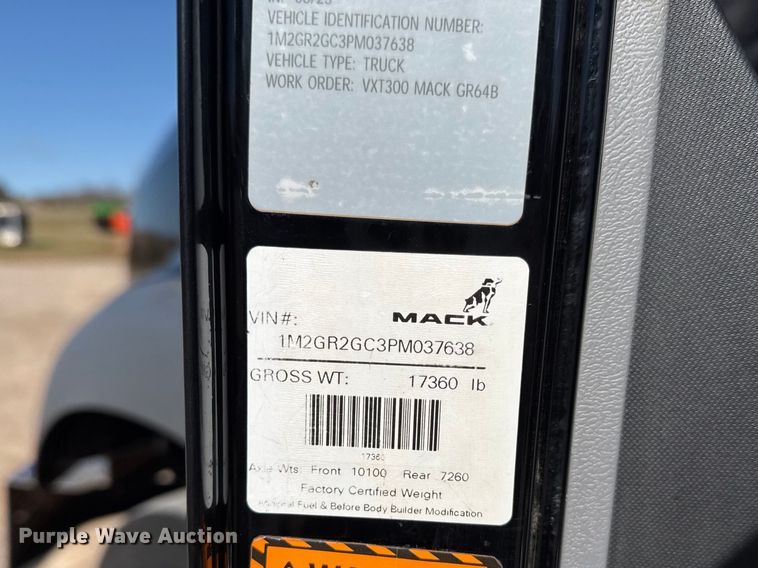 VEHICLE IDENTIFICATION NUMBER:
1M2GR2GC3PM037638
VEHICLE TYPE: TRUCK
WORK ORDER: VXT300 MACK GR64B
MACK
VIN#:
1M2GR2GC3PM037638
GROSS WT: 17360 lb
17360
Axle Wts: Front 10100 Rear 7260
Factory Certified Weight
Minimal Fuel & Before Body Builder Modification
Purple Wave Auction